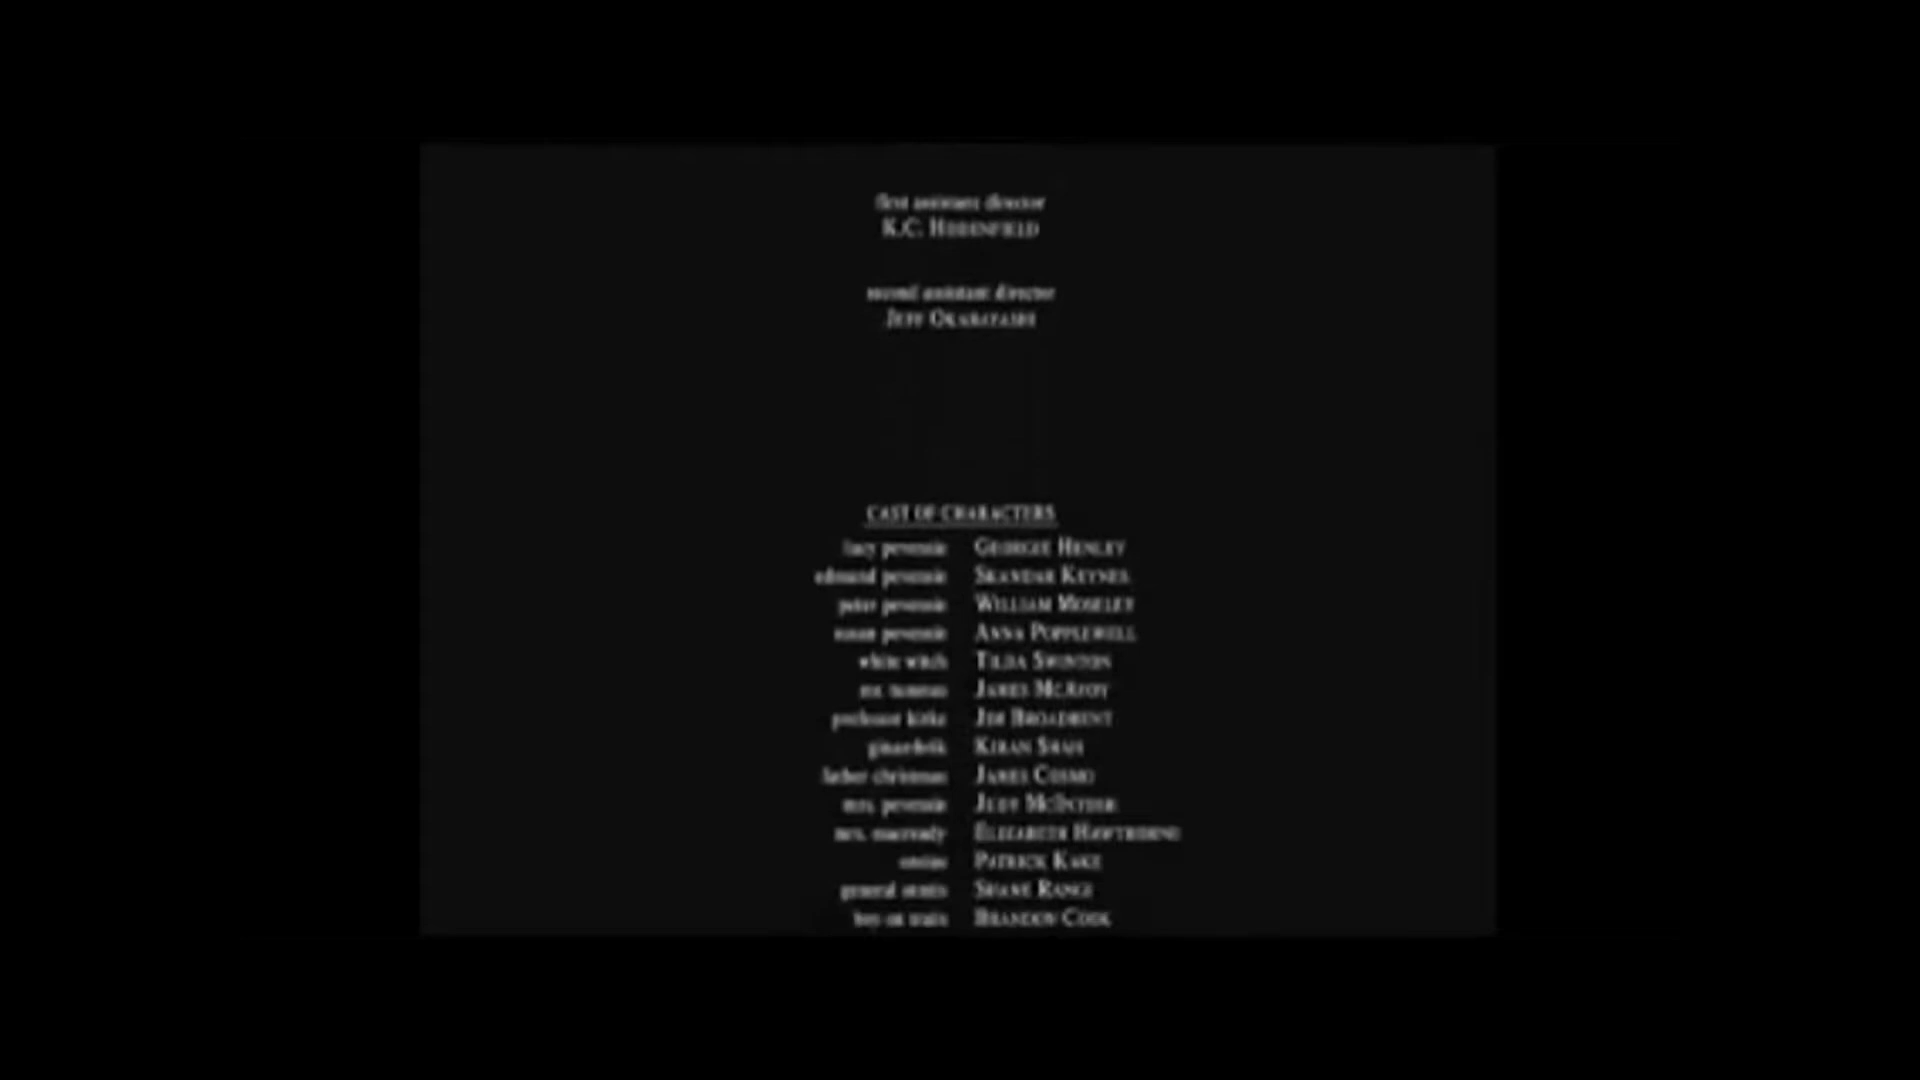 first assistant director
K.C. HODENFIELD
second assistant director
JEFF OKABAYASHI
CAST OF CHARACTERS
lucy pevensie GEORGIE HENLEY
edmund pevensie SKANDAR KEYNES
peter pevensie WILLIAM MOSELEY
susan pevensie ANNA POPPLEWELL
white witch TILDA SWINTON
mr. tumnus JAMES MCAVOY
professor kirke JIM BROADBENT
ginarrbrik KIRAN SHAH
father christmas JAMES COSMO
mrs. pevensie JUDY MCINTOSH
mrs. macready ELIZABETH HAWTHORNE
oreius PATRICK KAKE
general otmin SHANE RANGI
boy on train BRANDON COOK